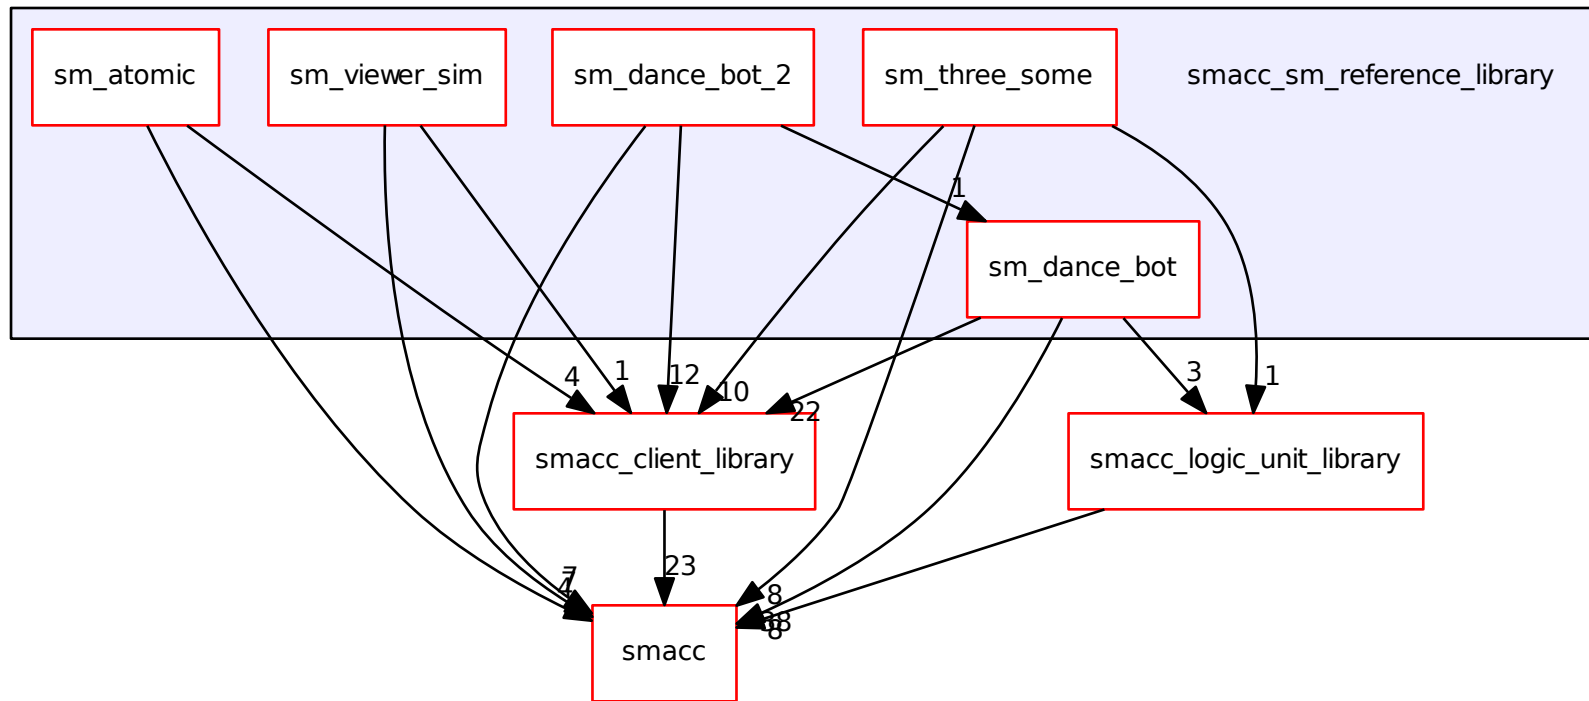 sm_atomic
sm_viewer_sim
sm_dance_bot_2
sm_three_some
smacc_sm_reference_library
1
sm_dance_bot
4
1
12
10
22
3
1
smacc_client_library
smacc_logic_unit_library
7
4
23
8
8
smacc